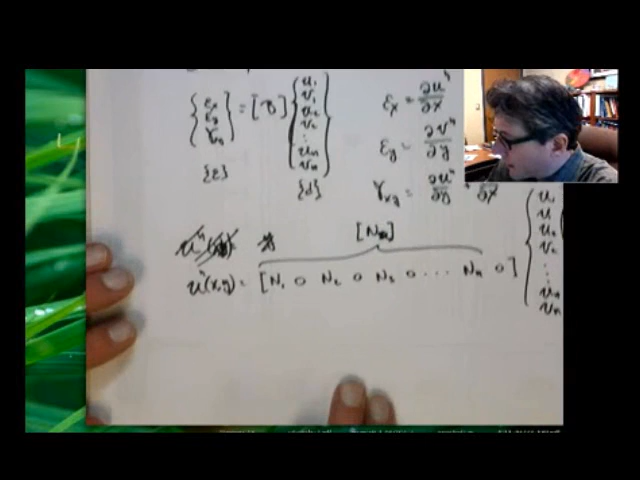 {εx εy γxy} = [B] {u1 v1 u2 v2 ⋮ un vn}
{ε} {d}
εx = ∂u^h/∂x
εy = ∂v^h/∂y
γxy = ∂u^h/∂y
[Nu]
u^h(x,y) = [N1 0 N2 0 N3 0 ... Nn 0] {u1 u u2 v2 ⋮ un vn